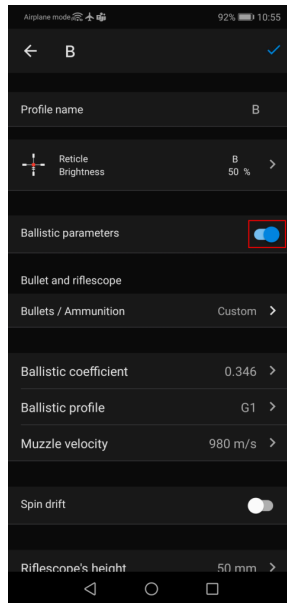 Airplane mode 92% 10:55
B
Profile name B
Reticle B
Brightness 50 %
Ballistic parameters
Bullet and riflescope
Bullets / Ammunition Custom
Ballistic coefficient 0.346
Ballistic profile G1
Muzzle velocity 980 m/s
Spin drift
Riflescope's height 50 mm